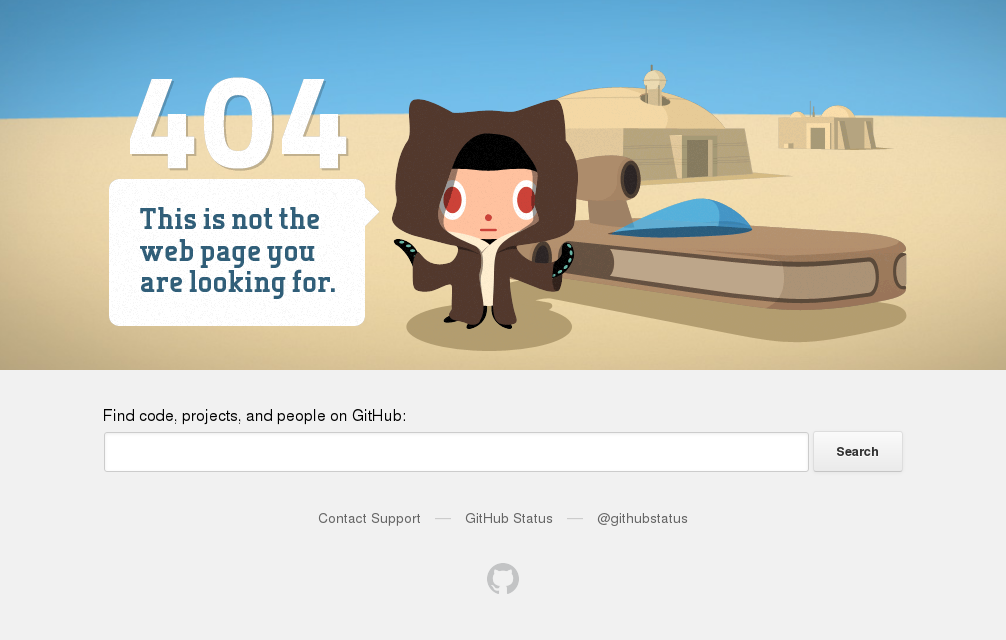 404
This is not the
web page you
are looking for.
Find code, projects, and people on GitHub:
Search
Contact Support — GitHub Status — @githubstatus